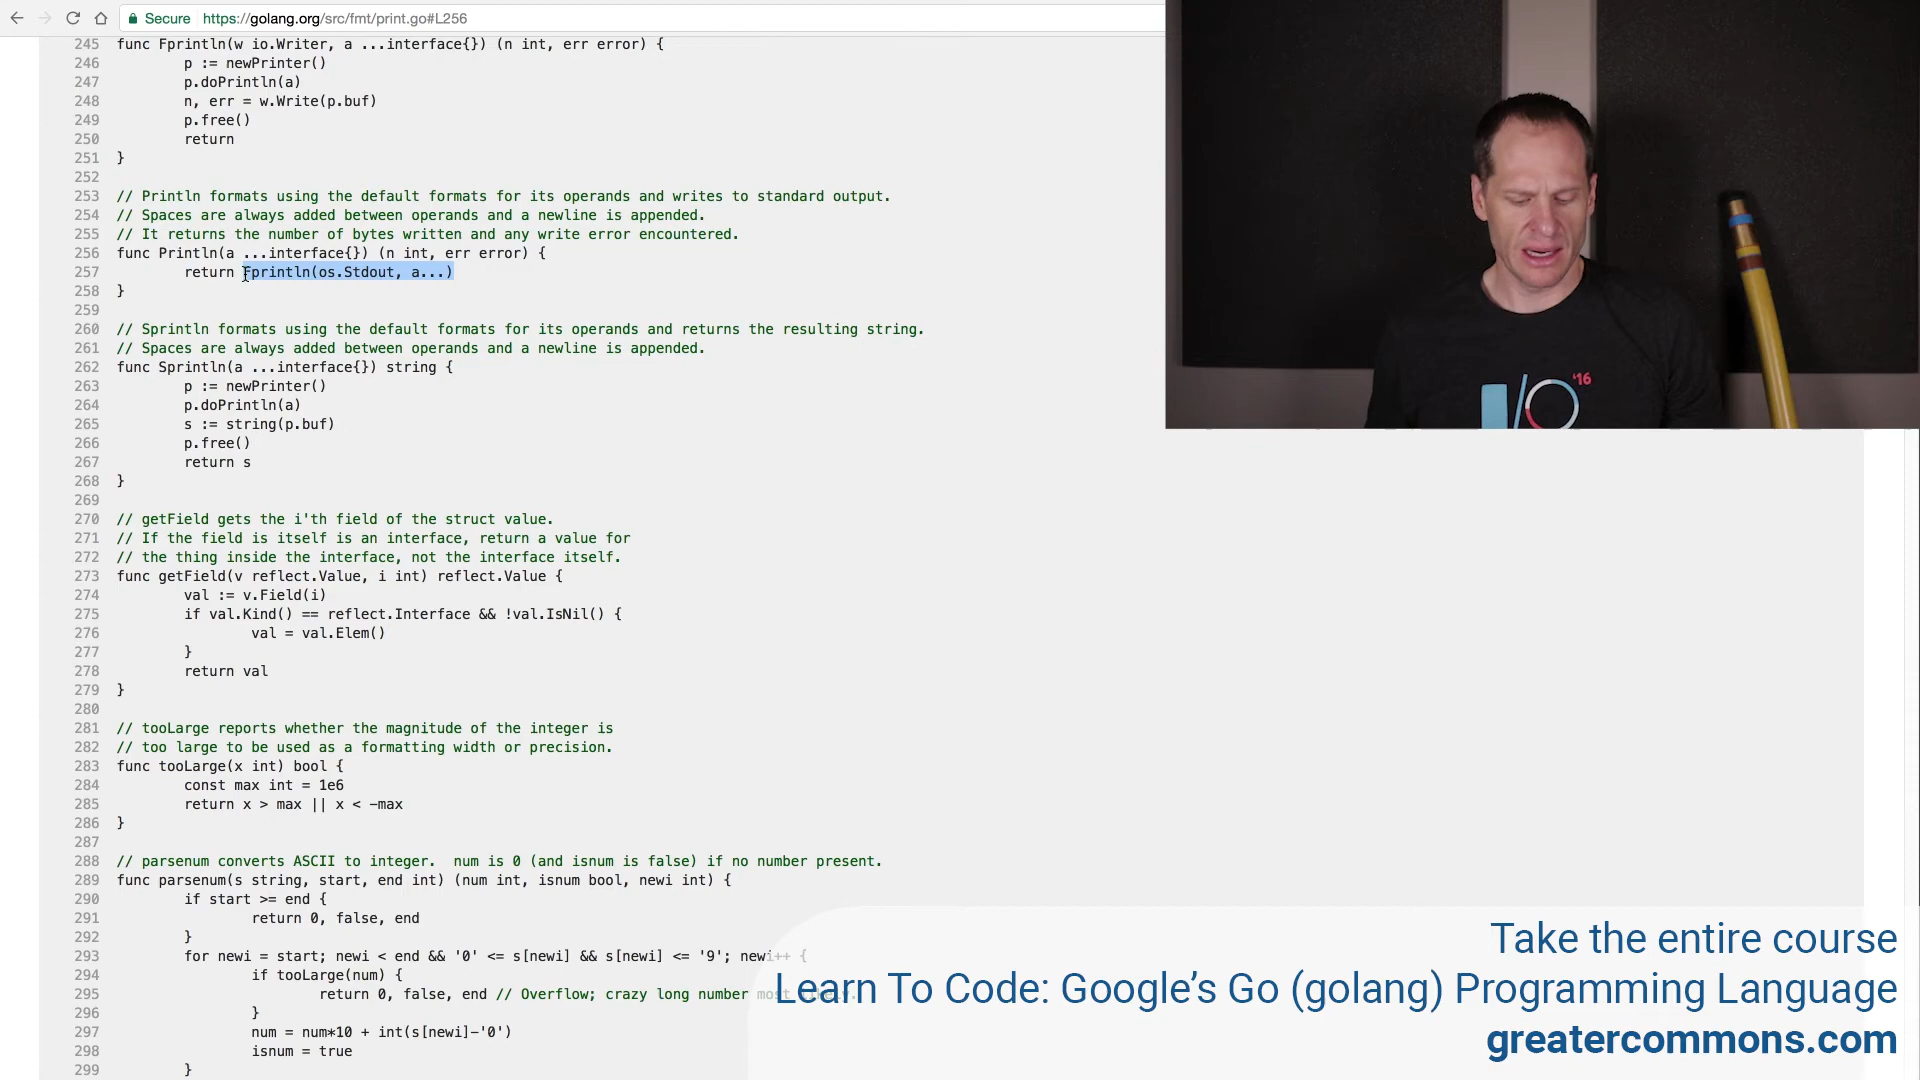 Secure https://golang.org/src/fmt/print.go#L256
245 func Fprintln(w io.Writer, a ...interface{}) (n int, err error) {
246 p := newPrinter()
247 p.doPrintln(a)
248 n, err = w.Write(p.buf)
249 p.free()
250 return
251 }
252
253 // Println formats using the default formats for its operands and writes to standard output.
254 // Spaces are always added between operands and a newline is appended.
255 // It returns the number of bytes written and any write error encountered.
256 func Println(a ...interface{}) (n int, err error) {
257 return Fprintln(os.Stdout, a...)
258 }
259
260 // Sprintln formats using the default formats for its operands and returns the resulting string.
261 // Spaces are always added between operands and a newline is appended.
262 func Sprintln(a ...interface{}) string {
263 p := newPrinter()
264 p.doPrintln(a)
265 s := string(p.buf)
266 p.free()
267 return s
268 }
269
270 // getField gets the i'th field of the struct value.
271 // If the field is itself is an interface, return a value for
272 // the thing inside the interface, not the interface itself.
273 func getField(v reflect.Value, i int) reflect.Value {
274 val := v.Field(i)
275 if val.Kind() == reflect.Interface && !val.IsNil() {
276 val = val.Elem()
277 }
278 return val
279 }
280
281 // tooLarge reports whether the magnitude of the integer is
282 // too large to be used as a formatting width or precision.
283 func tooLarge(x int) bool {
284 const max int = 1e6
285 return x > max || x < -max
286 }
287
288 // parsenum converts ASCII to integer.  num is 0 (and isnum is false) if no number present.
289 func parsenum(s string, start, end int) (num int, isnum bool, newi int) {
290 if start >= end {
291 return 0, false, end
292 }
293 for newi = start; newi < end && '0' <= s[newi] && s[newi] <= '9'; newi++ {
294 if tooLarge(num) {
295 return 0, false, end // Overflow; crazy long number most
296 }
297 num = num*10 + int(s[newi]-'0')
298 isnum = true
299 }
I/O '16
Take the entire course
Learn To Code: Google's Go (golang) Programming Language
greatercommons.com